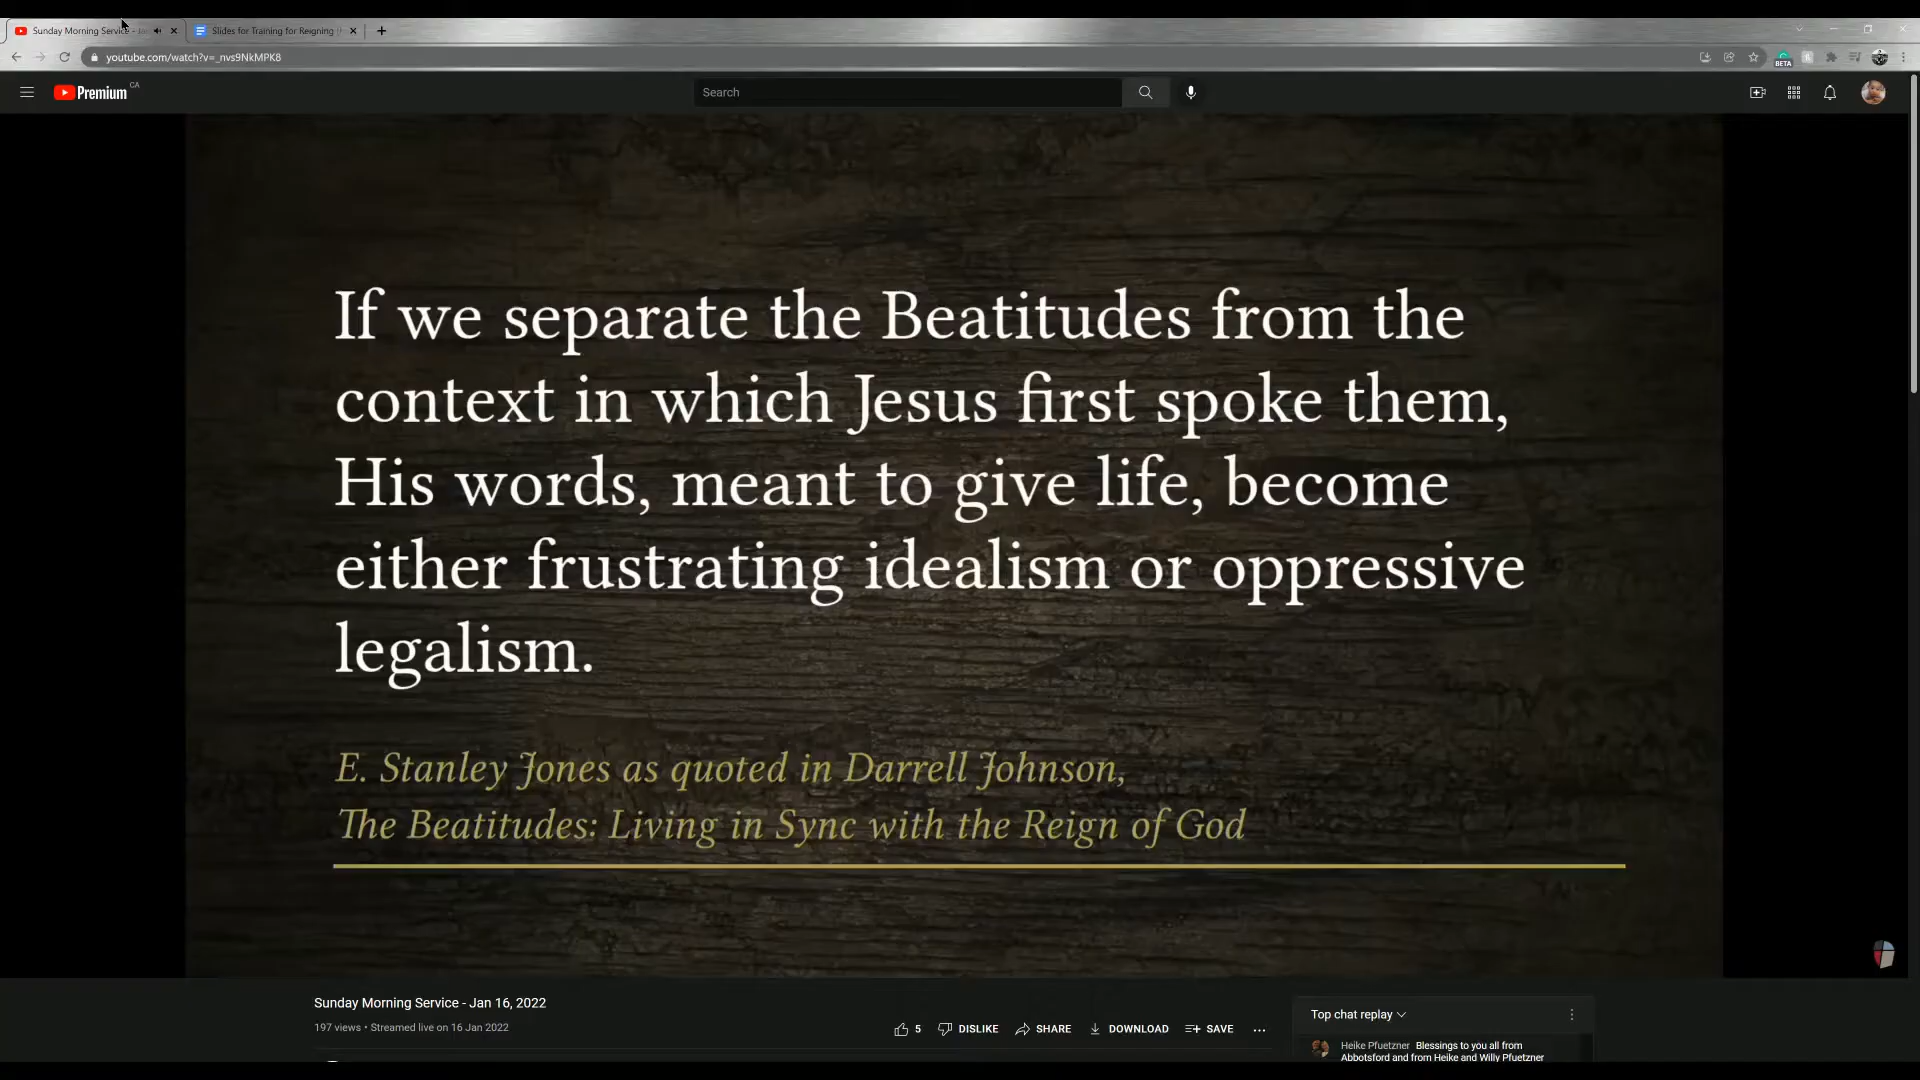 Sunday Morning Service -
Slides for Training for Reigning
youtube.com/watch?v=_nvs9NkMPK8
BETA
Premium CA
Search
If we separate the Beatitudes from the
context in which Jesus first spoke them,
His words, meant to give life, become
either frustrating idealism or oppressive
legalism.
E. Stanley Jones as quoted in Darrell Johnson,
The Beatitudes: Living in Sync with the Reign of God
Sunday Morning Service - Jan 16, 2022
197 views • Streamed live on 16 Jan 2022
5 DISLIKE SHARE DOWNLOAD SAVE ...
Top chat replay
Heike Pfuetzner Blessings to you all from
Abbotsford and from Heike and Willy Pfuetzner